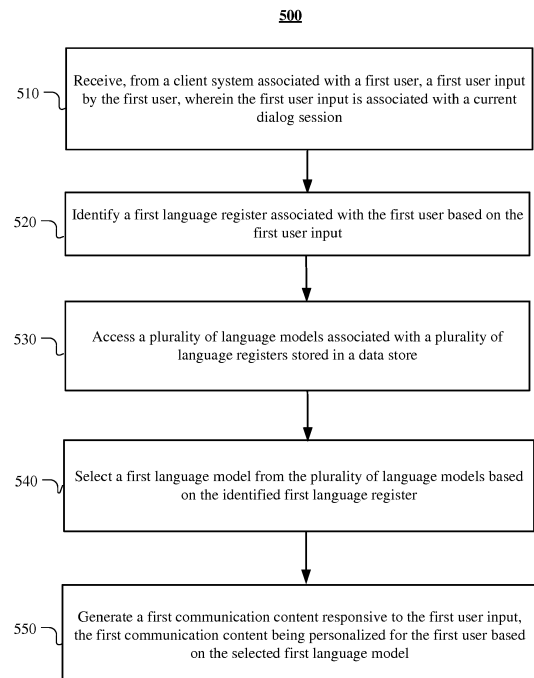 500
510
Receive, from a client system associated with a first user, a first user input
by the first user, wherein the first user input is associated with a current
dialog session
520
Identify a first language register associated with the first user based on the
first user input
530
Access a plurality of language models associated with a plurality of
language registers stored in a data store
540
Select a first language model from the plurality of language models based
on the identified first language register
550
Generate a first communication content responsive to the first user input,
the first communication content being personalized for the first user based
on the selected first language model